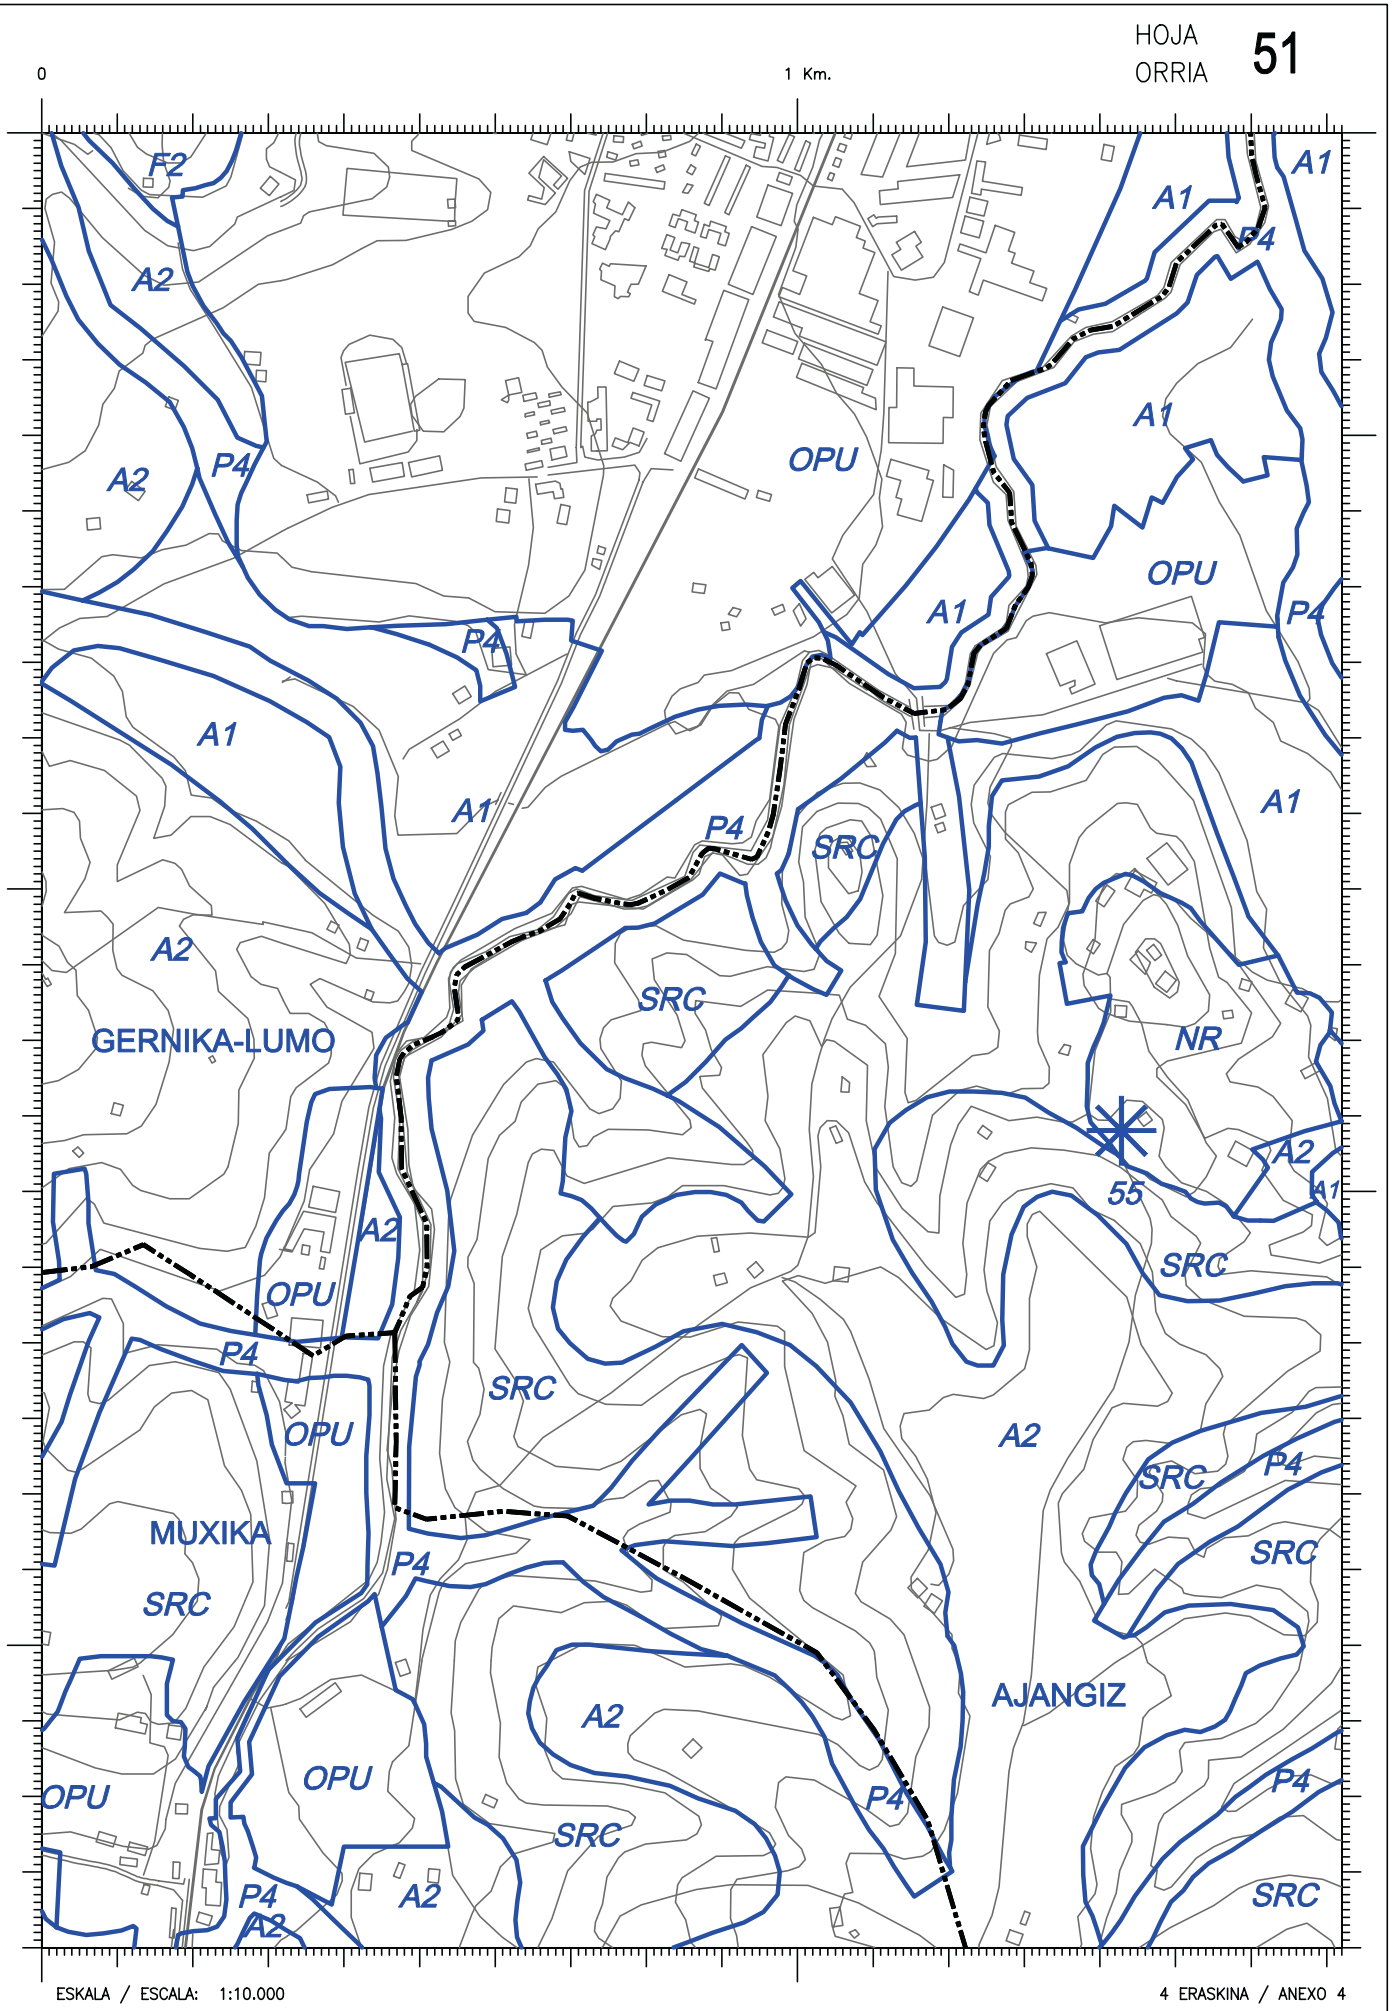 HOJA
ORRIA 51
0 1 Km.
F2
A1
A1
P4
A2
A1
OPU
P4
A2
OPU
A1
P4
P4
A1
A1
A1
P4
SRC
A2
SRC
GERNIKA-LUMO
NR
A2
55
A1
A2
SRC
OPU
P4
SRC
OPU
A2
SRC
P4
MUXIKA
SRC
P4
SRC
AJANGIZ
A2
OPU
P4
OPU
P4
SRC
P4
A2
SRC
A2
ESKALA / ESCALA: 1:10.000
4 ERASKINA / ANEXO 4